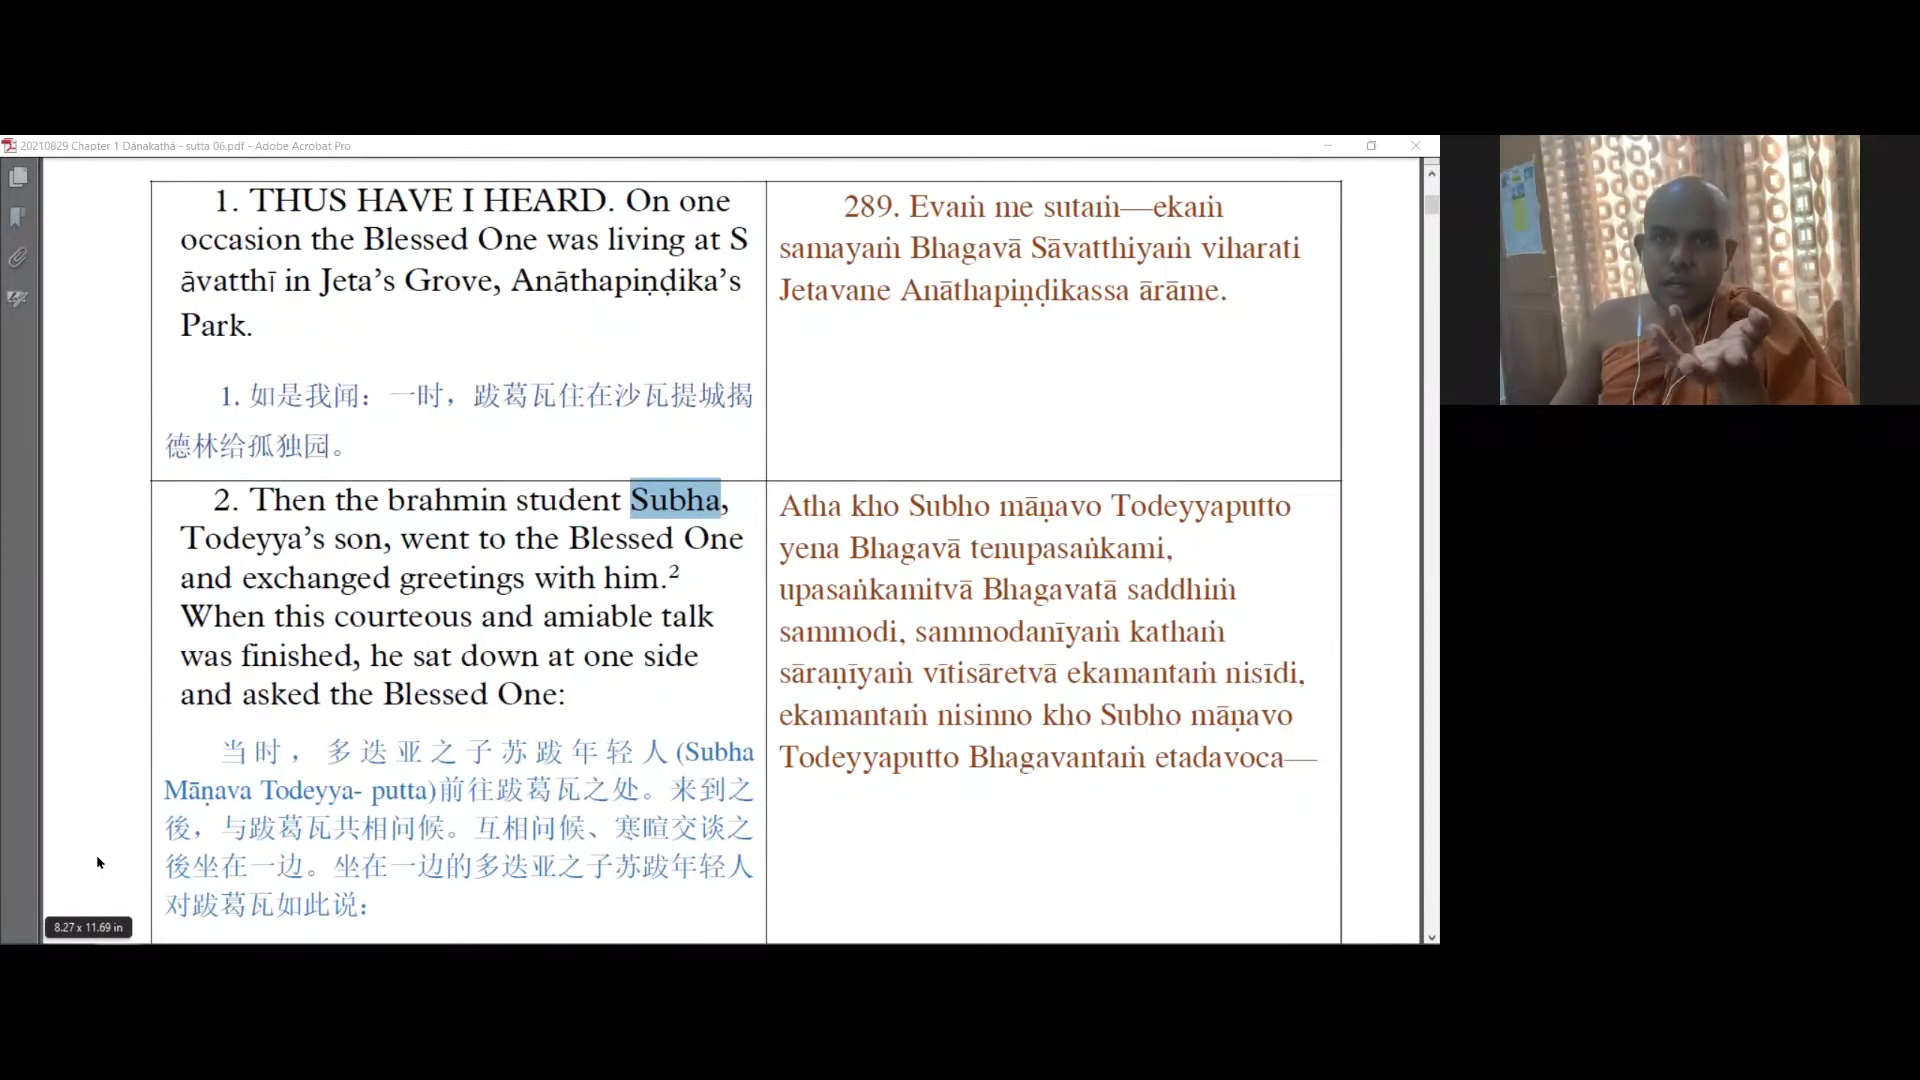 20210829 Chapter 1 Dānakathā - sutta 06.pdf - Adobe Acrobat Pro
1. THUS HAVE I HEARD. On one
occasion the Blessed One was living at S
āvatthī in Jeta’s Grove, Anāthapiṇḍika’s
Park.
1. 如是我闻：一时，跋葛瓦住在沙瓦提城揭
德林给孤独园。
289. Evaṁ me sutaṁ—ekaṁ
samayaṁ Bhagavā Sāvatthiyaṁ viharati
Jetavane Anāthapiṇḍikassa ārāme.
2. Then the brahmin student Subha,
Todeyya’s son, went to the Blessed One
and exchanged greetings with him.²
When this courteous and amiable talk
was finished, he sat down at one side
and asked the Blessed One:
当时，多迭亚之子苏跋年轻人(Subha
Māṇava Todeyya- putta)前往跋葛瓦之处。来到之
後，与跋葛瓦共相问候。互相问候、寒暄交谈之
後坐在一边。坐在一边的多迭亚之子苏跋年轻人
对跋葛瓦如此说：
Atha kho Subho māṇavo Todeyyaputto
yena Bhagavā tenupasaṅkami,
upasaṅkamitvā Bhagavatā saddhiṁ
sammodi, sammodanīyaṁ kathaṁ
sāraṇīyaṁ vītisāretvā ekamantaṁ nisīdi,
ekamantaṁ nisinno kho Subho māṇavo
Todeyyaputto Bhagavantaṁ etadavoca—
8.27 x 11.69 in